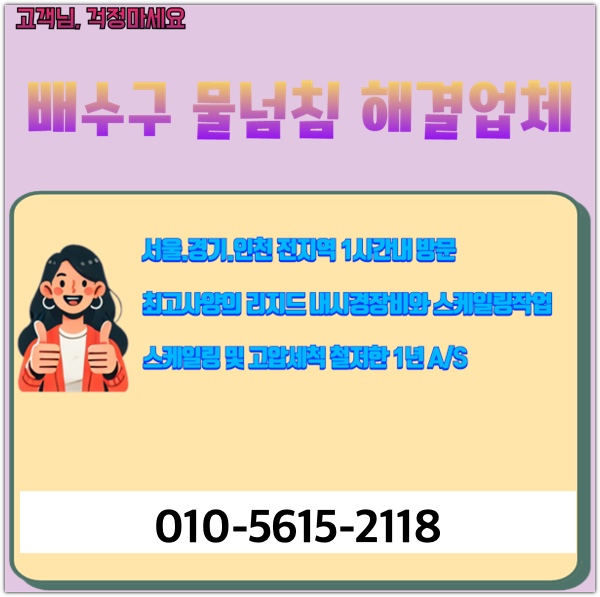 고객님, 걱정마세요
배수구 물넘침 해결업체
서울.경기.인천 전지역 1시간내 방문
최고사양의 리지드 내시경장비와 스케일링작업
스케일링 및 고압세척 철저한 1년 A/S
010-5615-2118